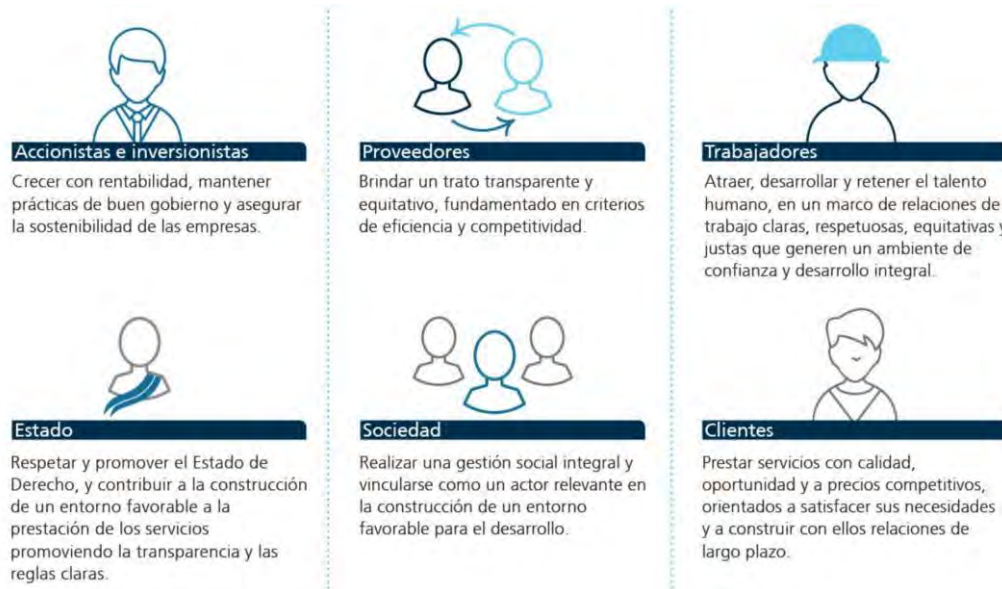 Accionistas e inversionistas
Crecer con rentabilidad, mantener
prácticas de buen gobierno y asegurar
la sostenibilidad de las empresas.
Proveedores
Brindar un trato transparente y
equitativo, fundamentado en criterios
de eficiencia y competitividad.
Trabajadores
Atraer, desarrollar y retener el talento
humano, en un marco de relaciones de
trabajo claras, respetuosas, equitativas y
justas que generen un ambiente de
confianza y desarrollo integral.
Estado
Respetar y promover el Estado de
Derecho, y contribuir a la construcción
de un entorno favorable a la
prestación de los servicios
promoviendo la transparencia y las
reglas claras.
Sociedad
Realizar una gestión social integral y
vincularse como un actor relevante en
la construcción de un entorno
favorable para el desarrollo.
Clientes
Prestar servicios con calidad,
oportunidad y a precios competitivos,
orientados a satisfacer sus necesidades
y a construir con ellos relaciones de
largo plazo.